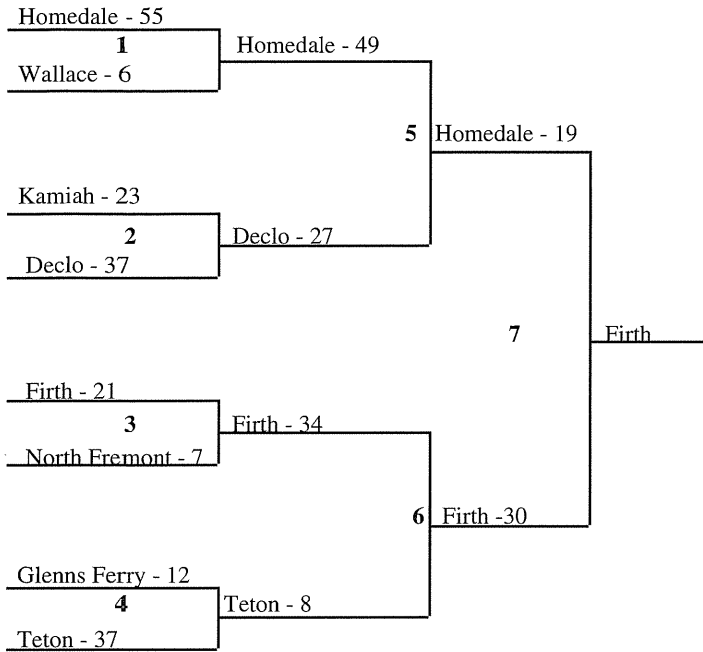 Homedale - 55
1
Homedale - 49
Wallace - 6
5
Homedale - 19
Kamiah - 23
2
Declo - 27
Declo - 37
7
Firth
Firth - 21
3
Firth - 34
North Fremont - 7
6
Firth -30
Glenns Ferry - 12
4
Teton - 8
Teton - 37